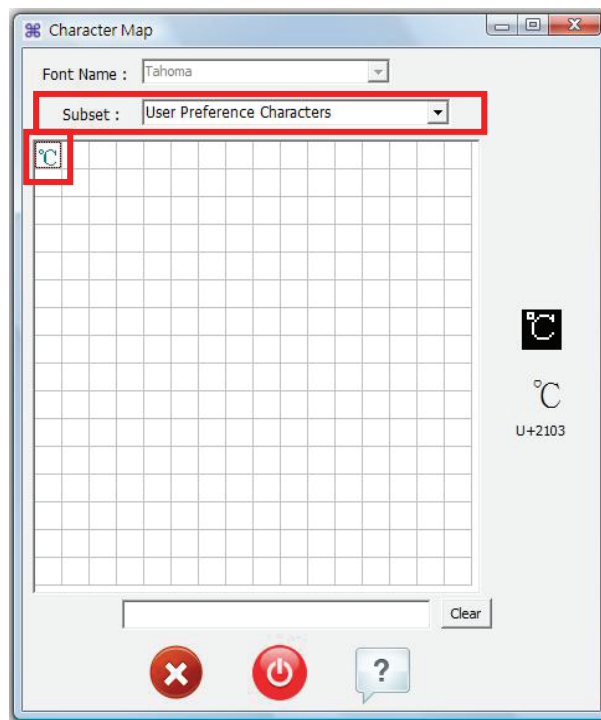 Character Map
Font Name : Tahoma
Subset : User Preference Characters
℃
℃
℃
U+2103
Clear
?